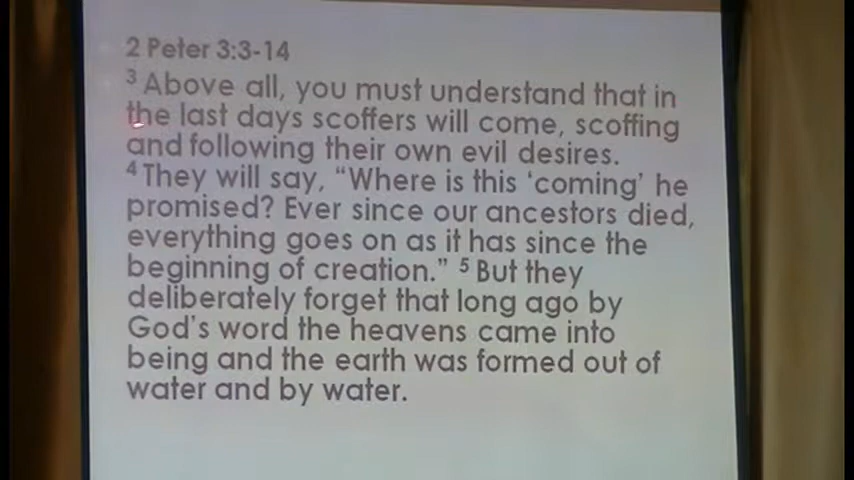 2 Peter 3:3-14
³ Above all, you must understand that in
the last days scoffers will come, scoffing
and following their own evil desires.
⁴ They will say, “Where is this ‘coming’ he
promised? Ever since our ancestors died,
everything goes on as it has since the
beginning of creation.” ⁵ But they
deliberately forget that long ago by
God’s word the heavens came into
being and the earth was formed out of
water and by water.